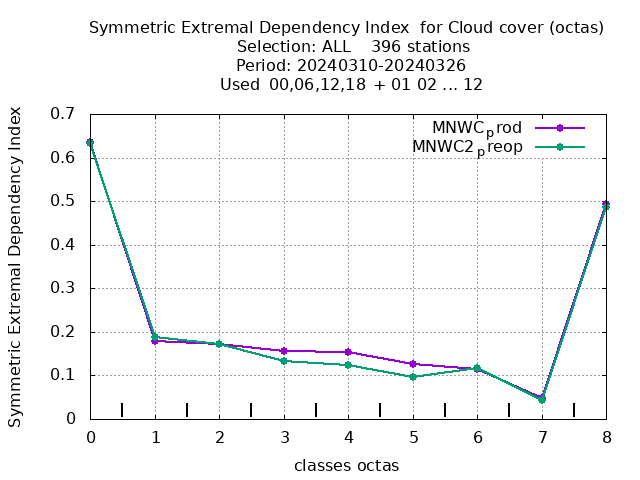 Symmetric Extremal Dependency Index  for Cloud cover (octas)
Selection: ALL    396 stations
Period: 20240310-20240326
Used  00,06,12,18  + 01 02 ... 12
Symmetric Extremal Dependency Index
0.7
0.6
0.5
0.4
0.3
0.2
0.1
0
MNWCprod
MNWC2preop
0 1 2 3 4 5 6 7 8
classes octas